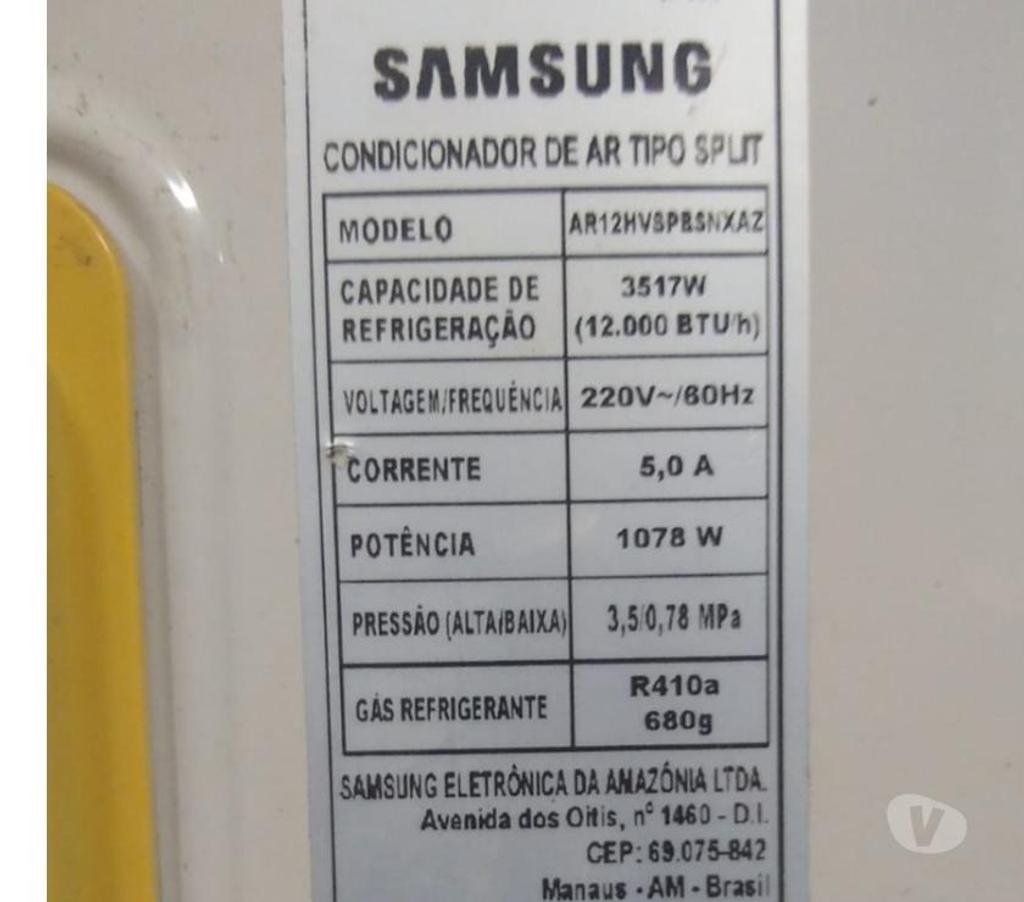 SAMSUNG
CONDICIONADOR DE AR TIPO SPLIT
MODELO AR12HVSPBSNXAZ
CAPACIDADE DE REFRIGERAÇÃO 3517W (12.000 BTU/h)
VOLTAGEM/FREQUÊNCIA 220V~/60Hz
CORRENTE 5,0 A
POTÊNCIA 1078 W
PRESSÃO (ALTA/BAIXA) 3,5/0,78 MPa
GÁS REFRIGERANTE R410a 680g
SAMSUNG ELETRÔNICA DA AMAZÔNIA LTDA.
Avenida dos Oitis, nº 1460 - D.I.
CEP: 69.075-842
Manaus - AM - Brasil
V